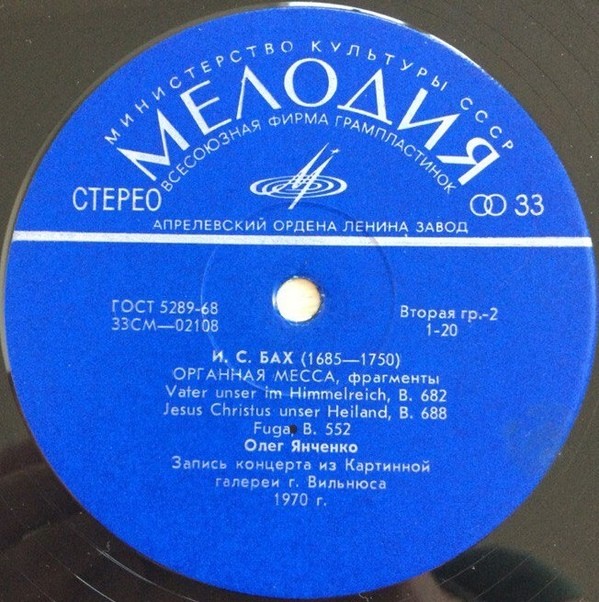 МИНИСТЕРСТВО КУЛЬТУРЫ СССР
МЕЛОДИЯ
ВСЕСОЮЗНАЯ ФИРМА ГРАМПЛАСТИНОК
СТЕРЕО
33
АПРЕЛЕВСКИЙ ОРДЕНА ЛЕНИНА ЗАВОД
ГОСТ 5289-68
33СМ—02108
Вторая гр.-2
1-20
И. С. БАХ (1685—1750)
ОРГАННАЯ МЕССА, фрагменты
Vater unser im Himmelreich, B. 682
Jesus Christus unser Heiland, B. 688
Fuga, B. 552
Олег Янченко
Запись концерта из Картинной
галереи г. Вильнюса
1970 г.